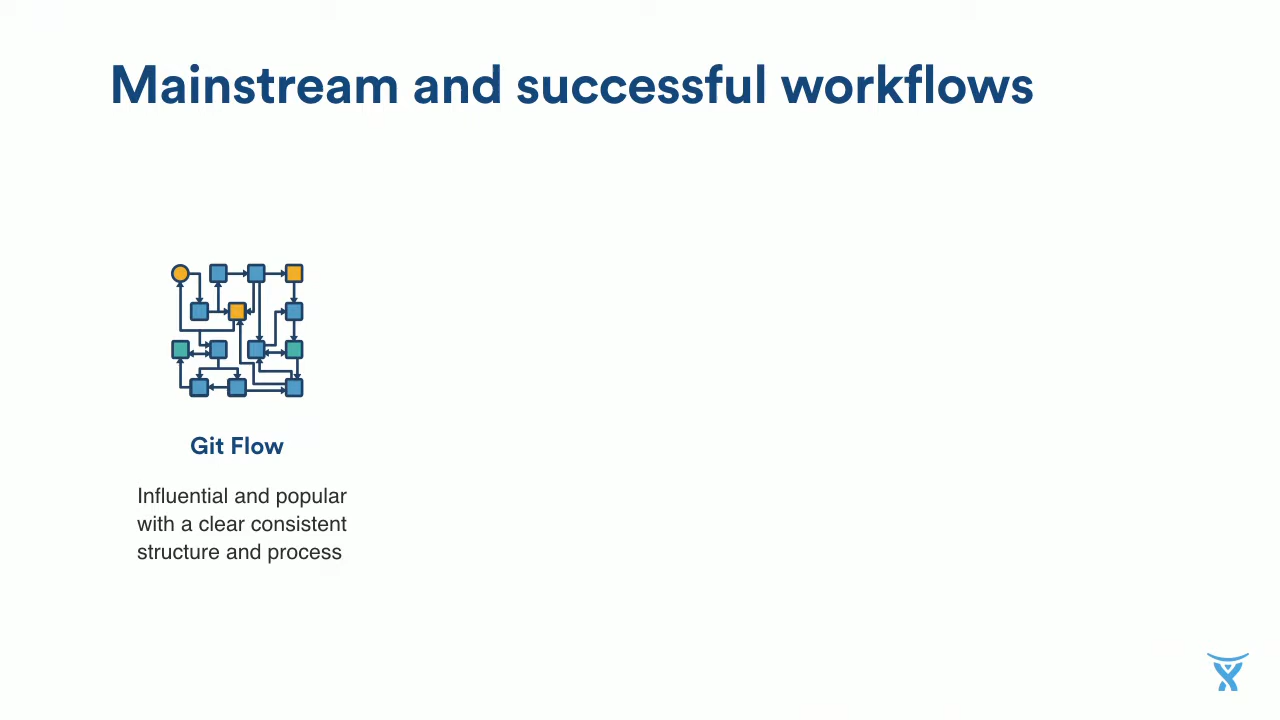 Mainstream and successful workflows
Git Flow
Influential and popular
with a clear consistent
structure and process